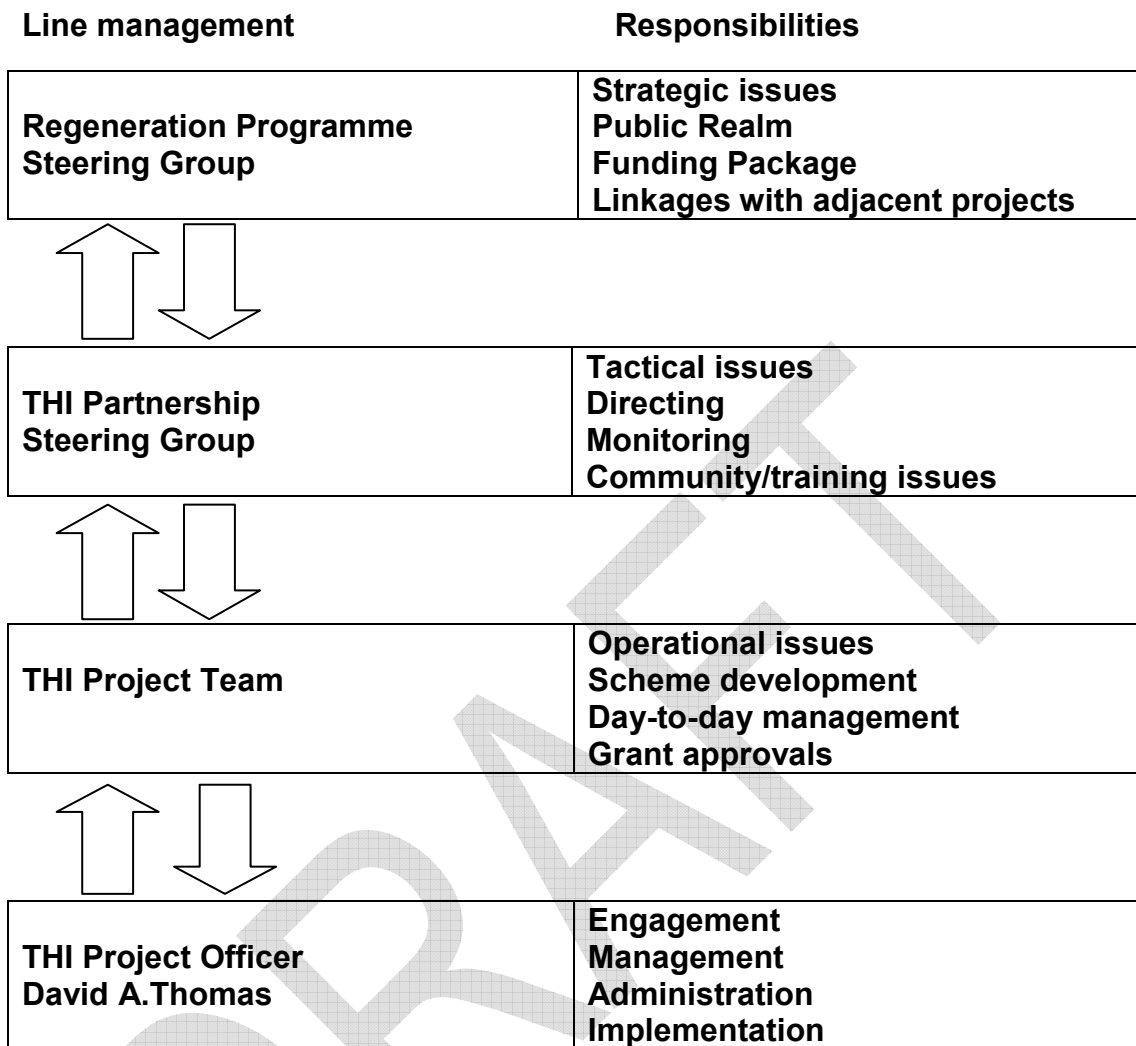 Line management Responsibilities
Regeneration Programme
Steering Group
Strategic issues
Public Realm
Funding Package
Linkages with adjacent projects
THI Partnership
Steering Group
Tactical issues
Directing
Monitoring
Community/training issues
THI Project Team
Operational issues
Scheme development
Day-to-day management
Grant approvals
THI Project Officer
David A.Thomas
Engagement
Management
Administration
Implementation
DRAFT